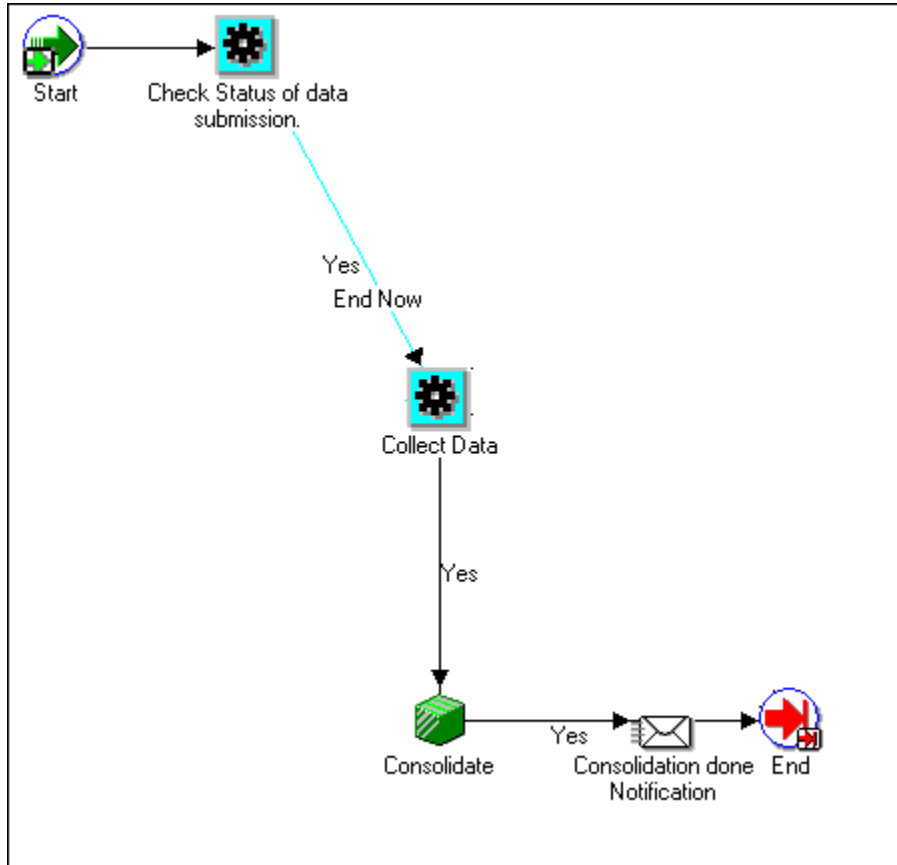 Start
Check Status of data
submission.
Yes
End Now
Collect Data
Yes
Consolidate
Yes
Consolidation done
Notification
End